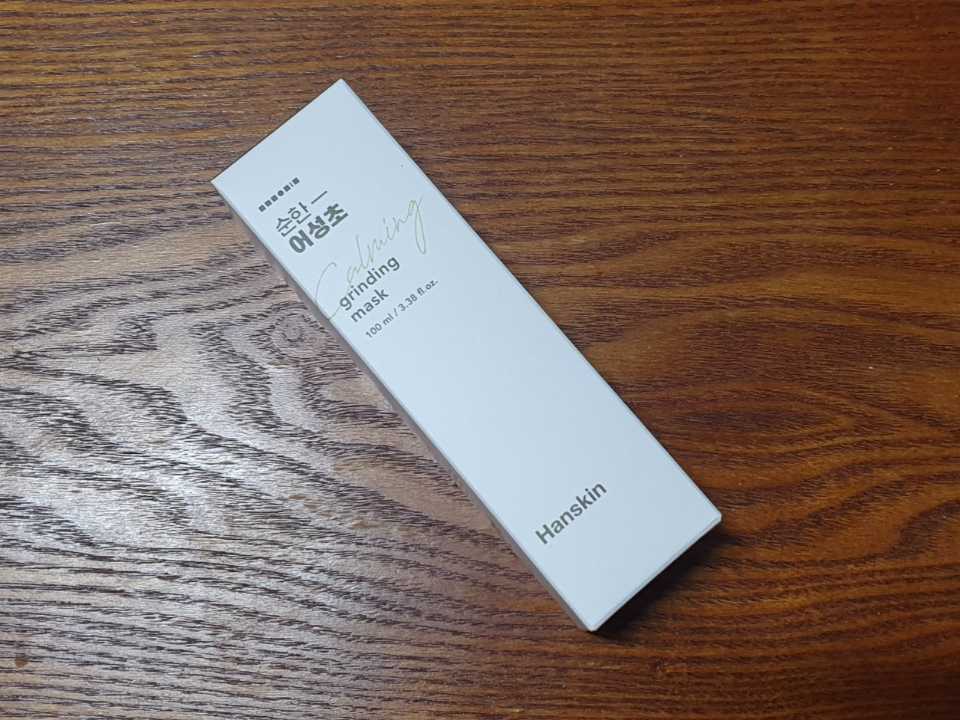 순한 —
어성초
Calming
grinding
mask
100 ml / 3.38 fl.oz.
Hanskin